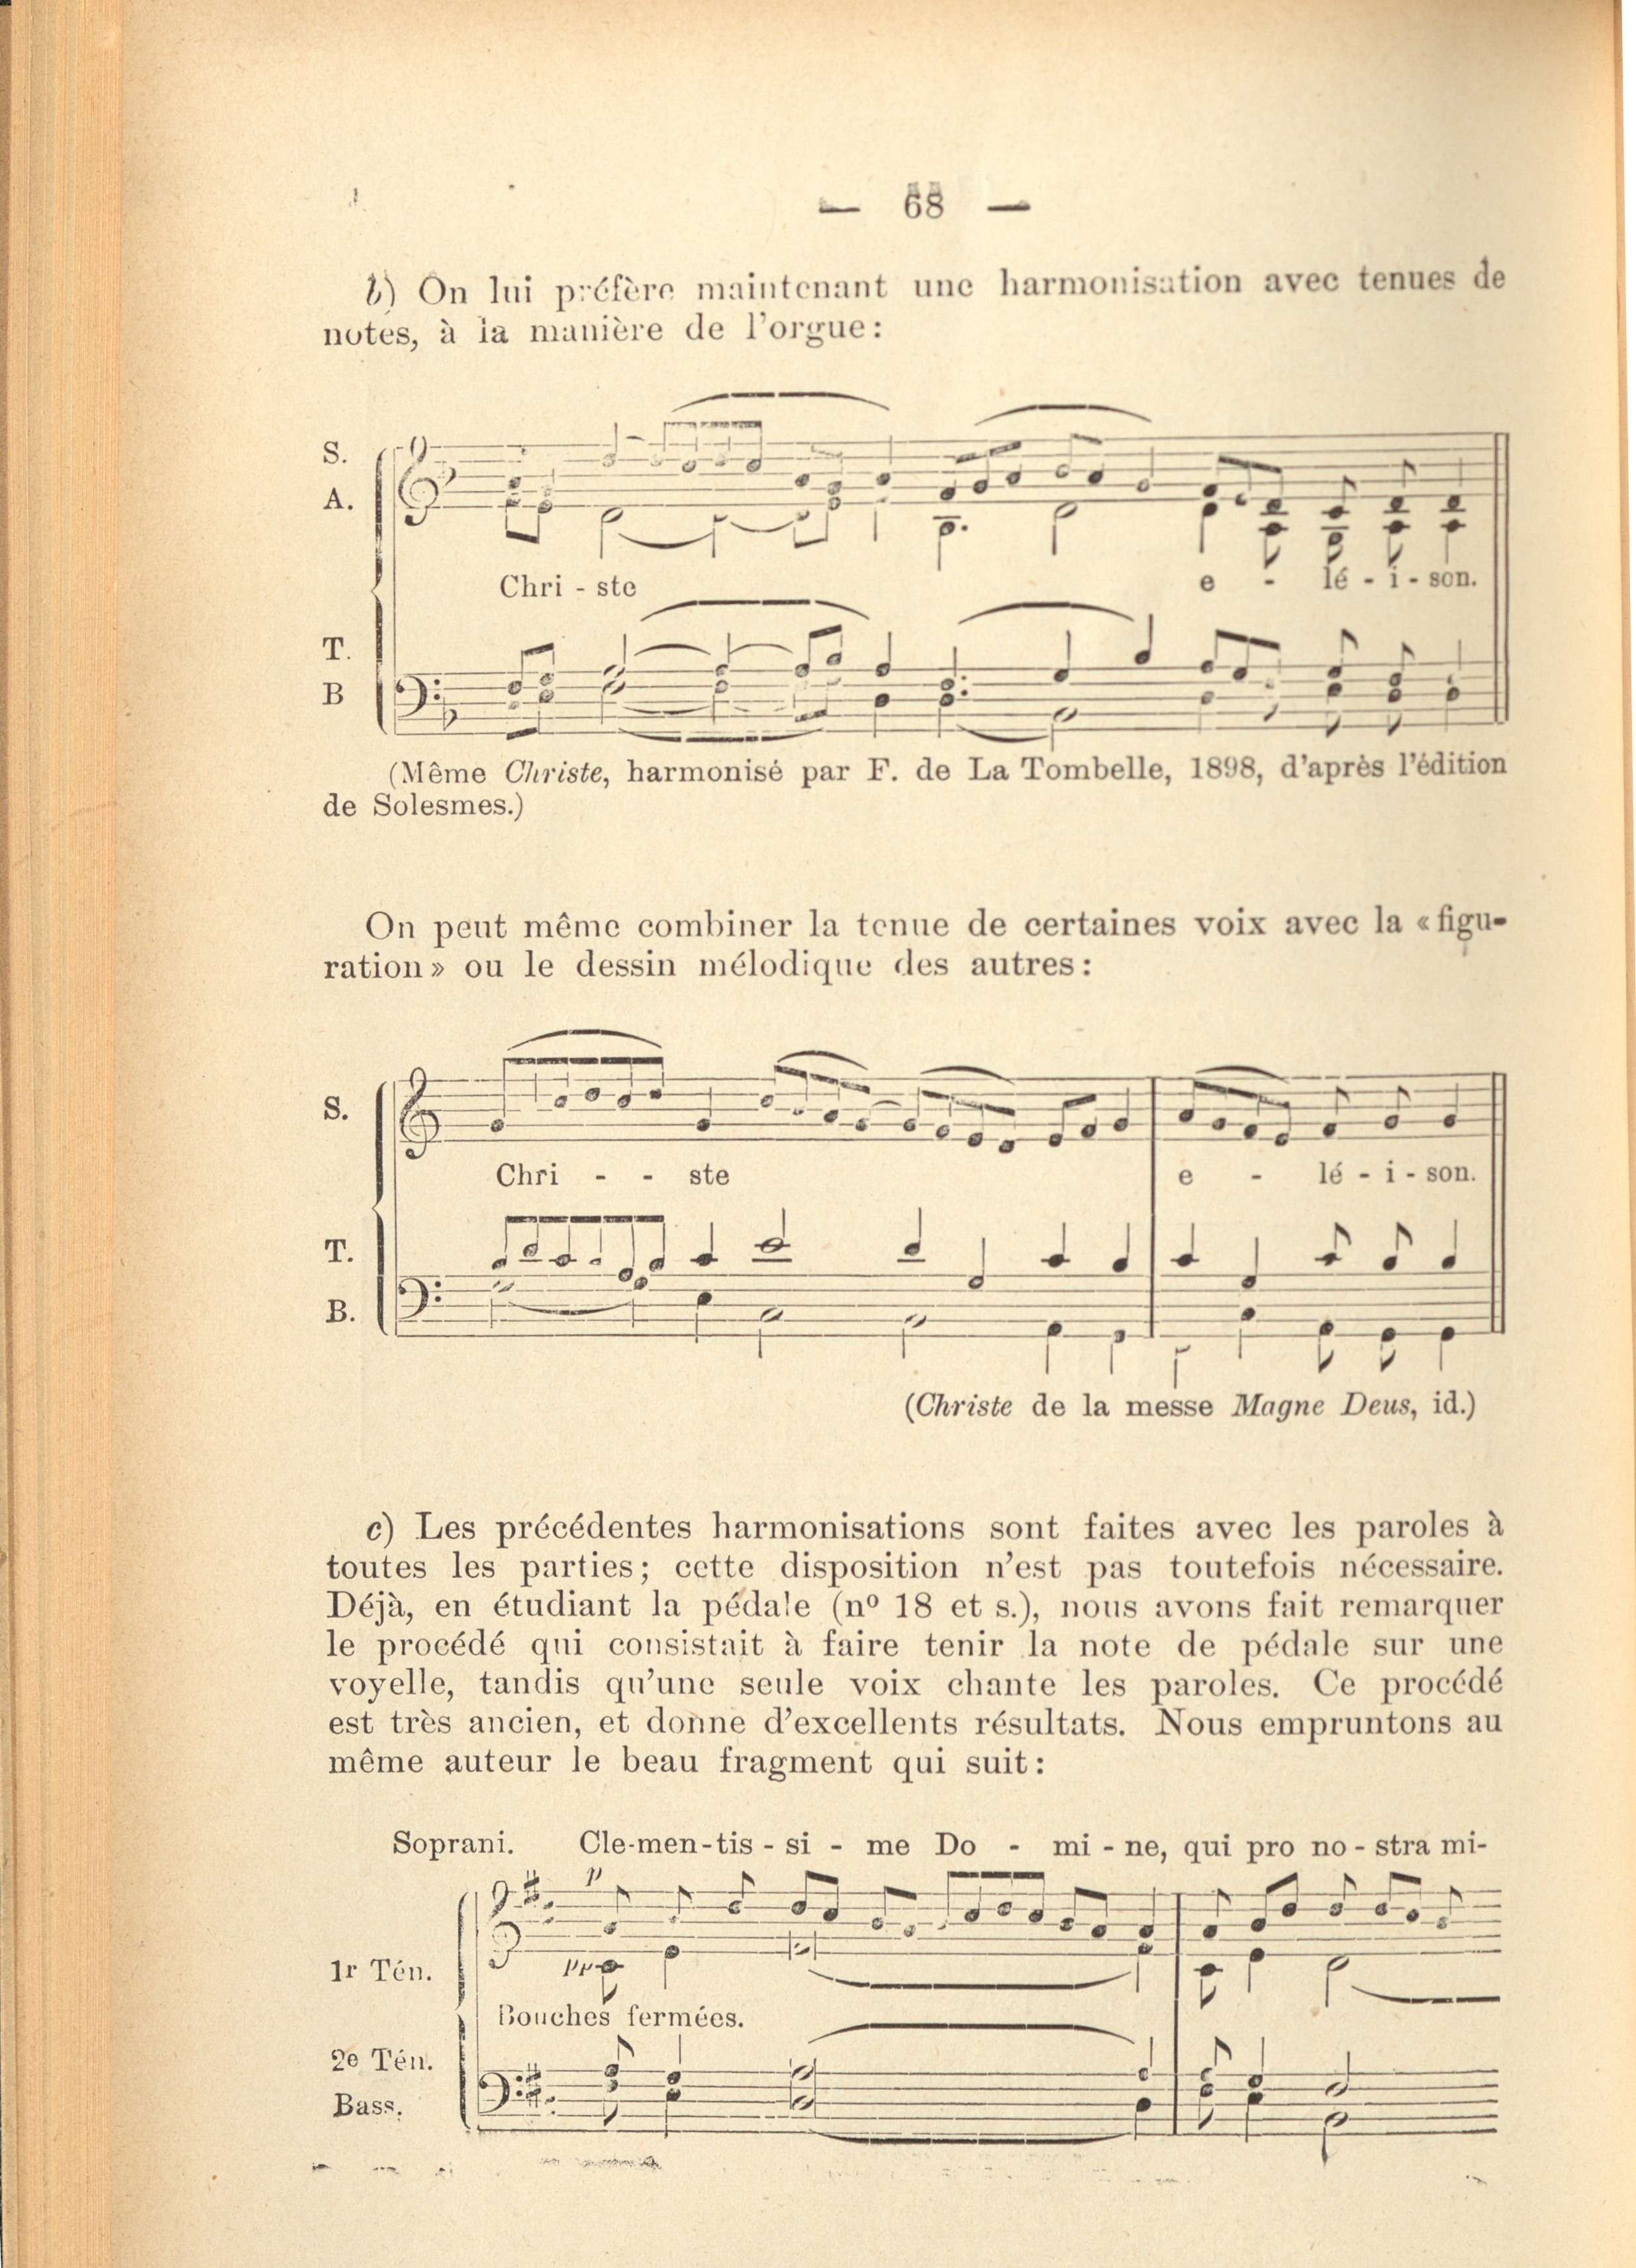 — 68 —
b) On lui préfère maintenant une harmonisation avec tenues de
notes, à la manière de l'orgue:
S.
A.
Chri - ste e - lé - i - son.
T.
B
(Même Christe, harmonisé par F. de La Tombelle, 1898, d'après l'édition
de Solesmes.)
On peut même combiner la tenue de certaines voix avec la «figu-
ration» ou le dessin mélodique des autres:
S.
Chri - - ste e - lé - i - son.
T.
B.
(Christe de la messe Magne Deus, id.)
c) Les précédentes harmonisations sont faites avec les paroles à
toutes les parties; cette disposition n'est pas toutefois nécessaire.
Déjà, en étudiant la pédale (nº 18 et s.), nous avons fait remarquer
le procédé qui consistait à faire tenir la note de pédale sur une
voyelle, tandis qu'une seule voix chante les paroles. Ce procédé
est très ancien, et donne d'excellents résultats. Nous empruntons au
même auteur le beau fragment qui suit:
Soprani. Cle-men-tis - si - me Do - mi - ne, qui pro no - stra mi-
p
1r Tén.
pp
Bouches fermées.
2e Tén.
Bass.